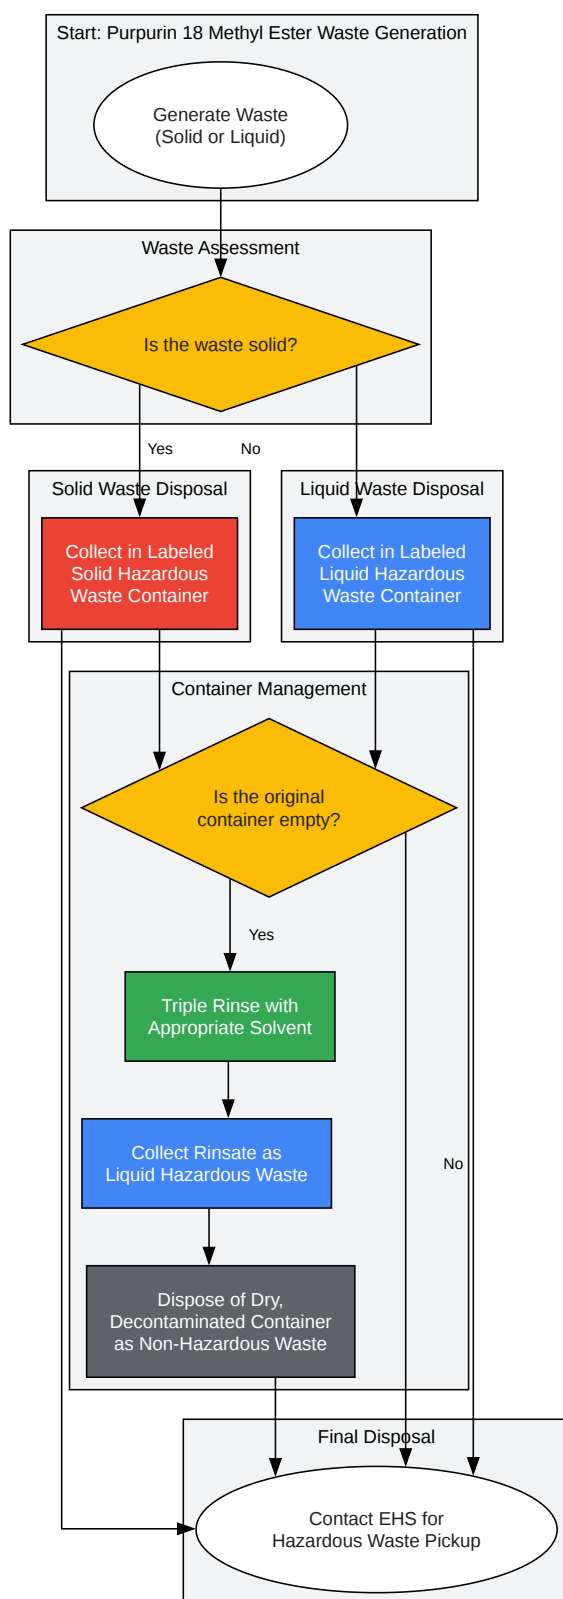 Start: Purpurin 18 Methyl Ester Waste Generation
Generate Waste
(Solid or Liquid)
Waste Assessment
Is the waste solid?
Yes
No
Solid Waste Disposal
Liquid Waste Disposal
Collect in Labeled
Solid Hazardous
Waste Container
Collect in Labeled
Liquid Hazardous
Waste Container
Container Management
Is the original
container empty?
Yes
Triple Rinse with
Appropriate Solvent
Collect Rinsate as
Liquid Hazardous Waste
No
Dispose of Dry,
Decontaminated Container
as Non-Hazardous Waste
Final Disposal
Contact EHS for
Hazardous Waste Pickup